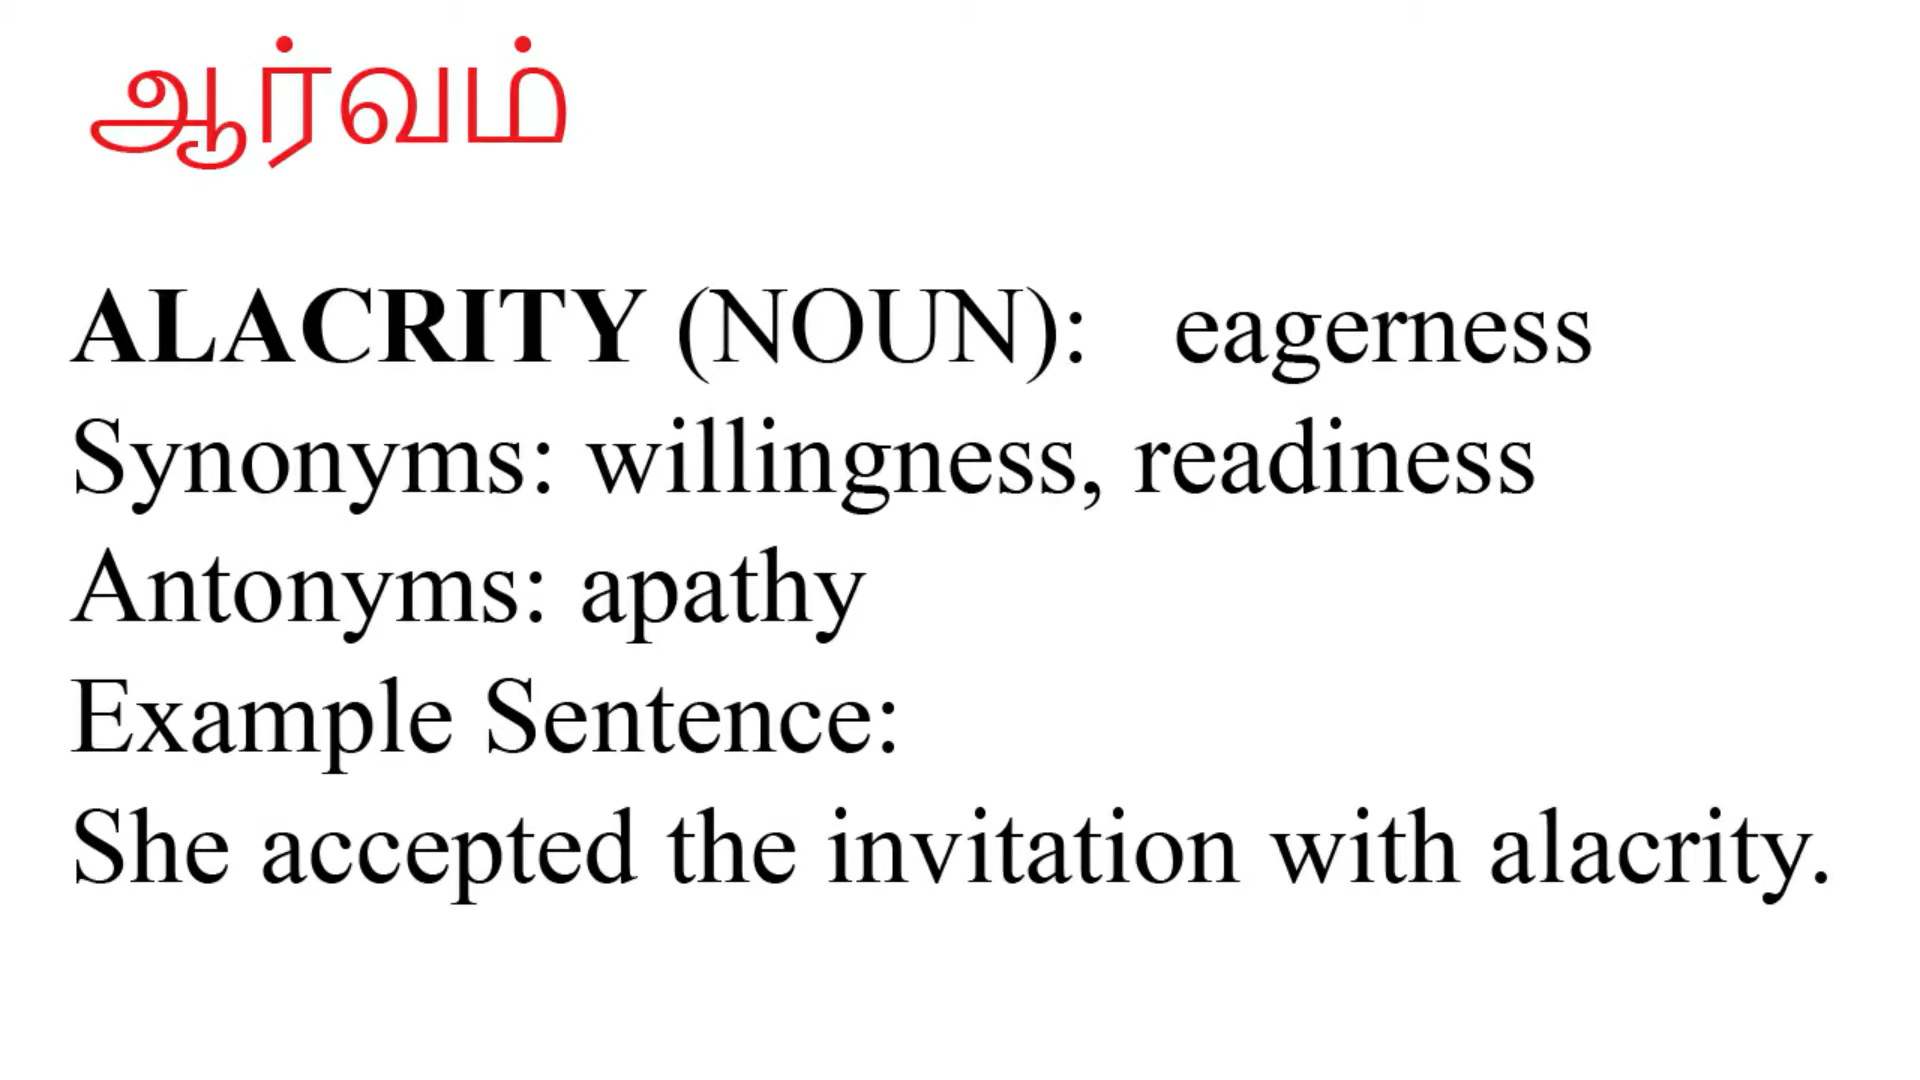 ஆர்வம்
ALACRITY (NOUN): eagerness
Synonyms: willingness, readiness
Antonyms: apathy
Example Sentence:
She accepted the invitation with alacrity.